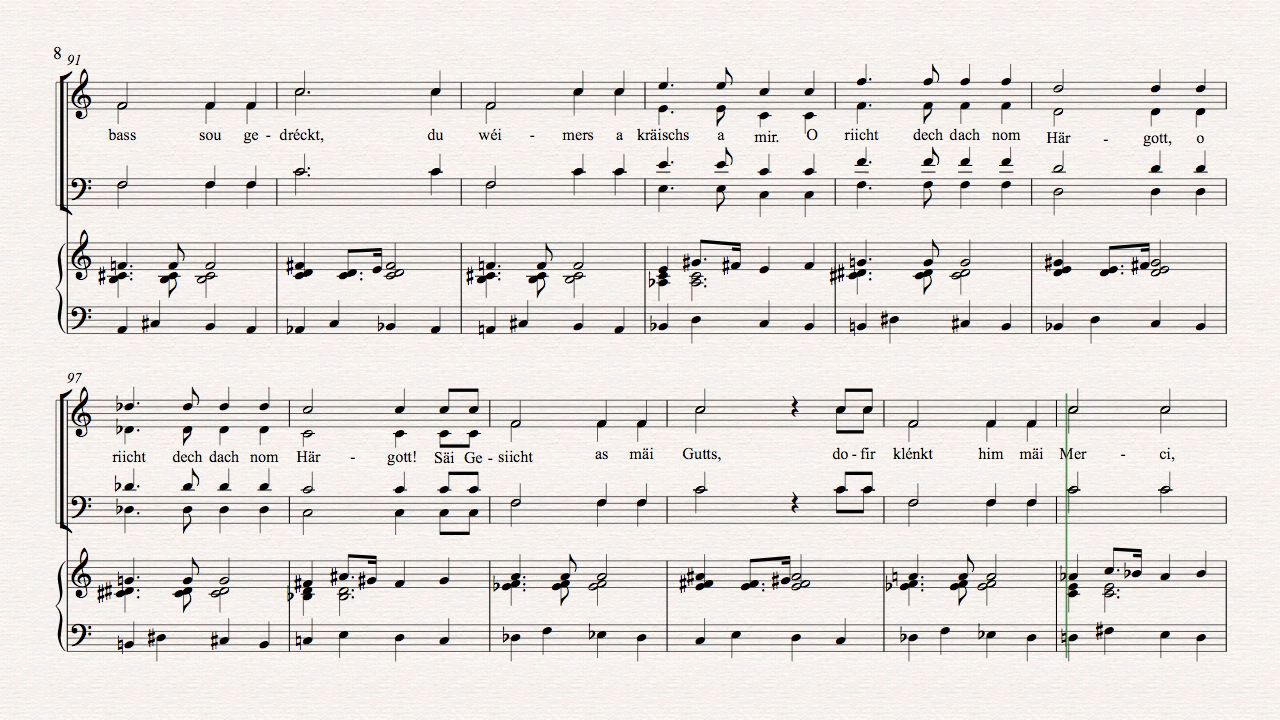 8
91
bass sou ge - dréckt, du wéi - mers a kräischs a mir. O riicht dech dach nom Här - gott, o
97
riicht dech dach nom Här - gott! Säi Ge - siicht as mäi Gutts, do - fir klénkt him mäi Mer - ci,